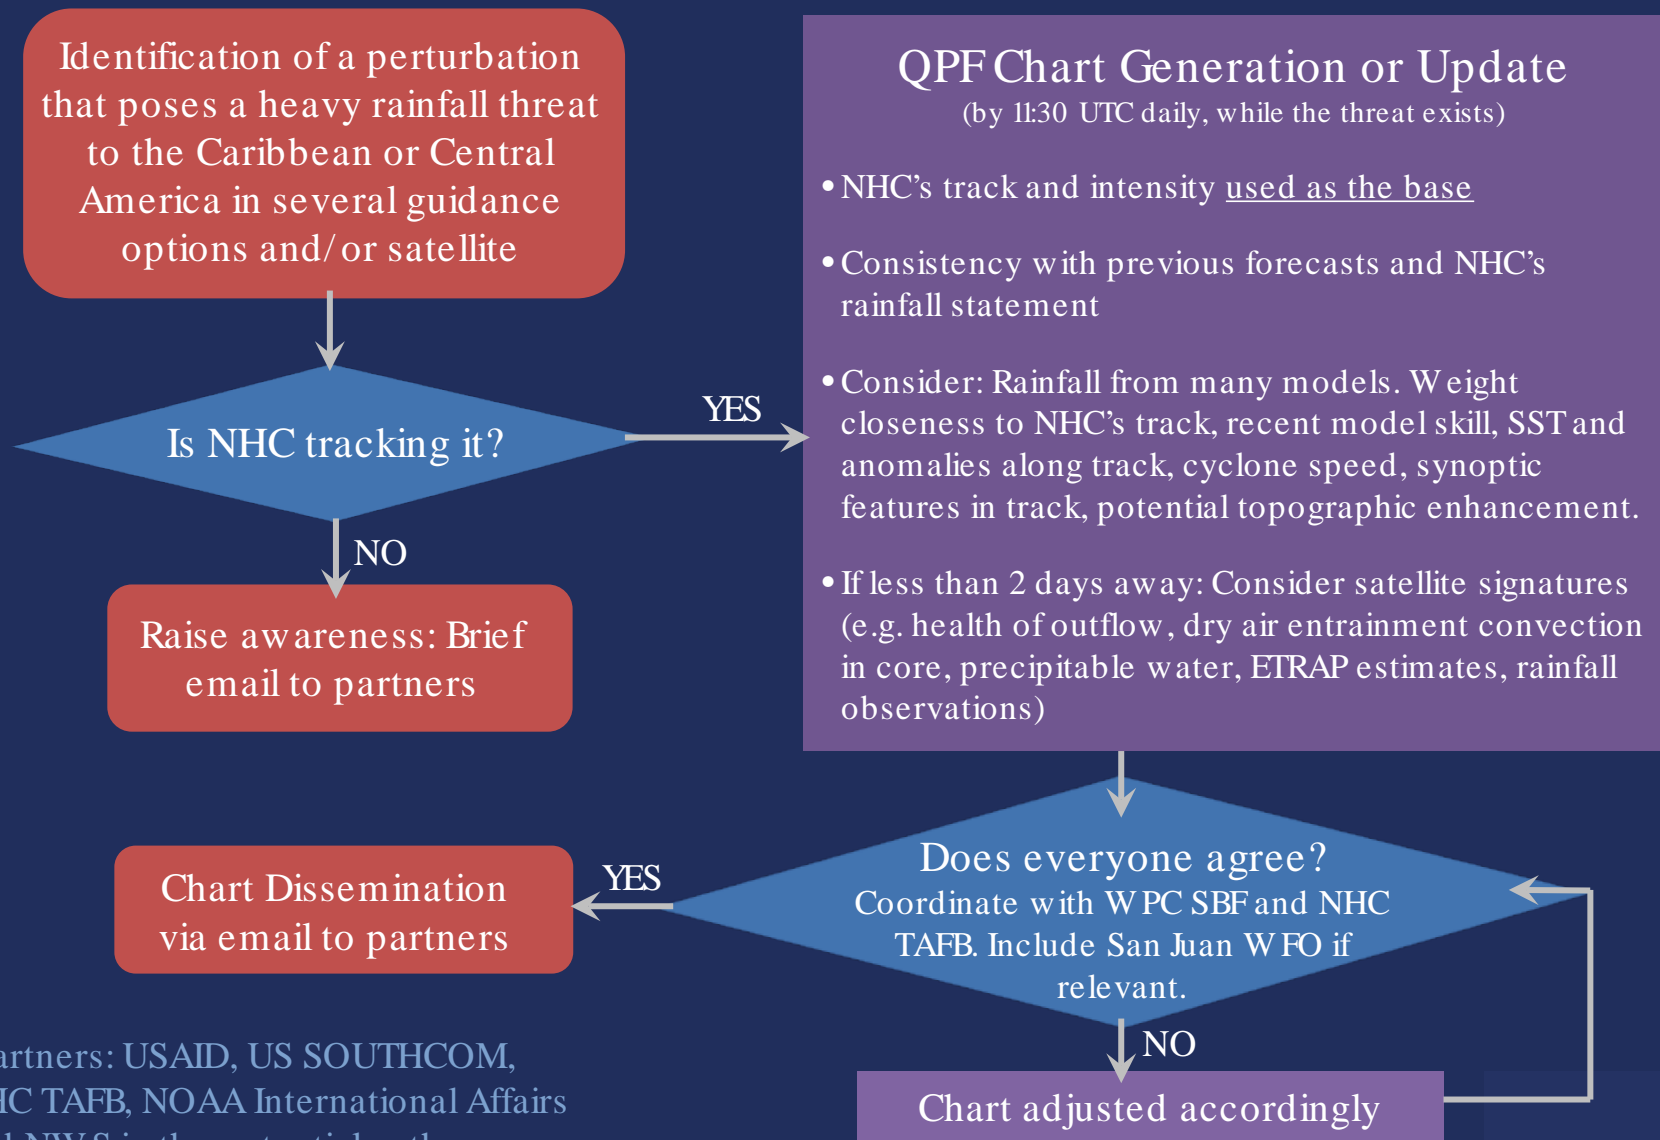 Identification of a perturbation
that poses a heavy rainfall threat
to the Caribbean or Central
America in several guidance
options and/or satellite
Is NHC tracking it?
YES
NO
Raise awareness: Brief
email to partners
QPF Chart Generation or Update
(by 11:30 UTC daily, while the threat exists)
• NHC’s track and intensity used as the base
• Consistency with previous forecasts and NHC’s
rainfall statement
• Consider: Rainfall from many models. Weight
closeness to NHC’s track, recent model skill, SST and
anomalies along track, cyclone speed, synoptic
features in track, potential topographic enhancement.
• If less than 2 days away: Consider satellite signatures
(e.g. health of outflow, dry air entrainment convection
in core, precipitable water, ETRAP estimates, rainfall
observations)
Does everyone agree?
Coordinate with WPC SBF and NHC
TAFB. Include San Juan WFO if
relevant.
YES
Chart Dissemination
via email to partners
NO
Chart adjusted accordingly
artners: USAID, US SOUTHCOM,
HC TAFB, NOAA International Affairs